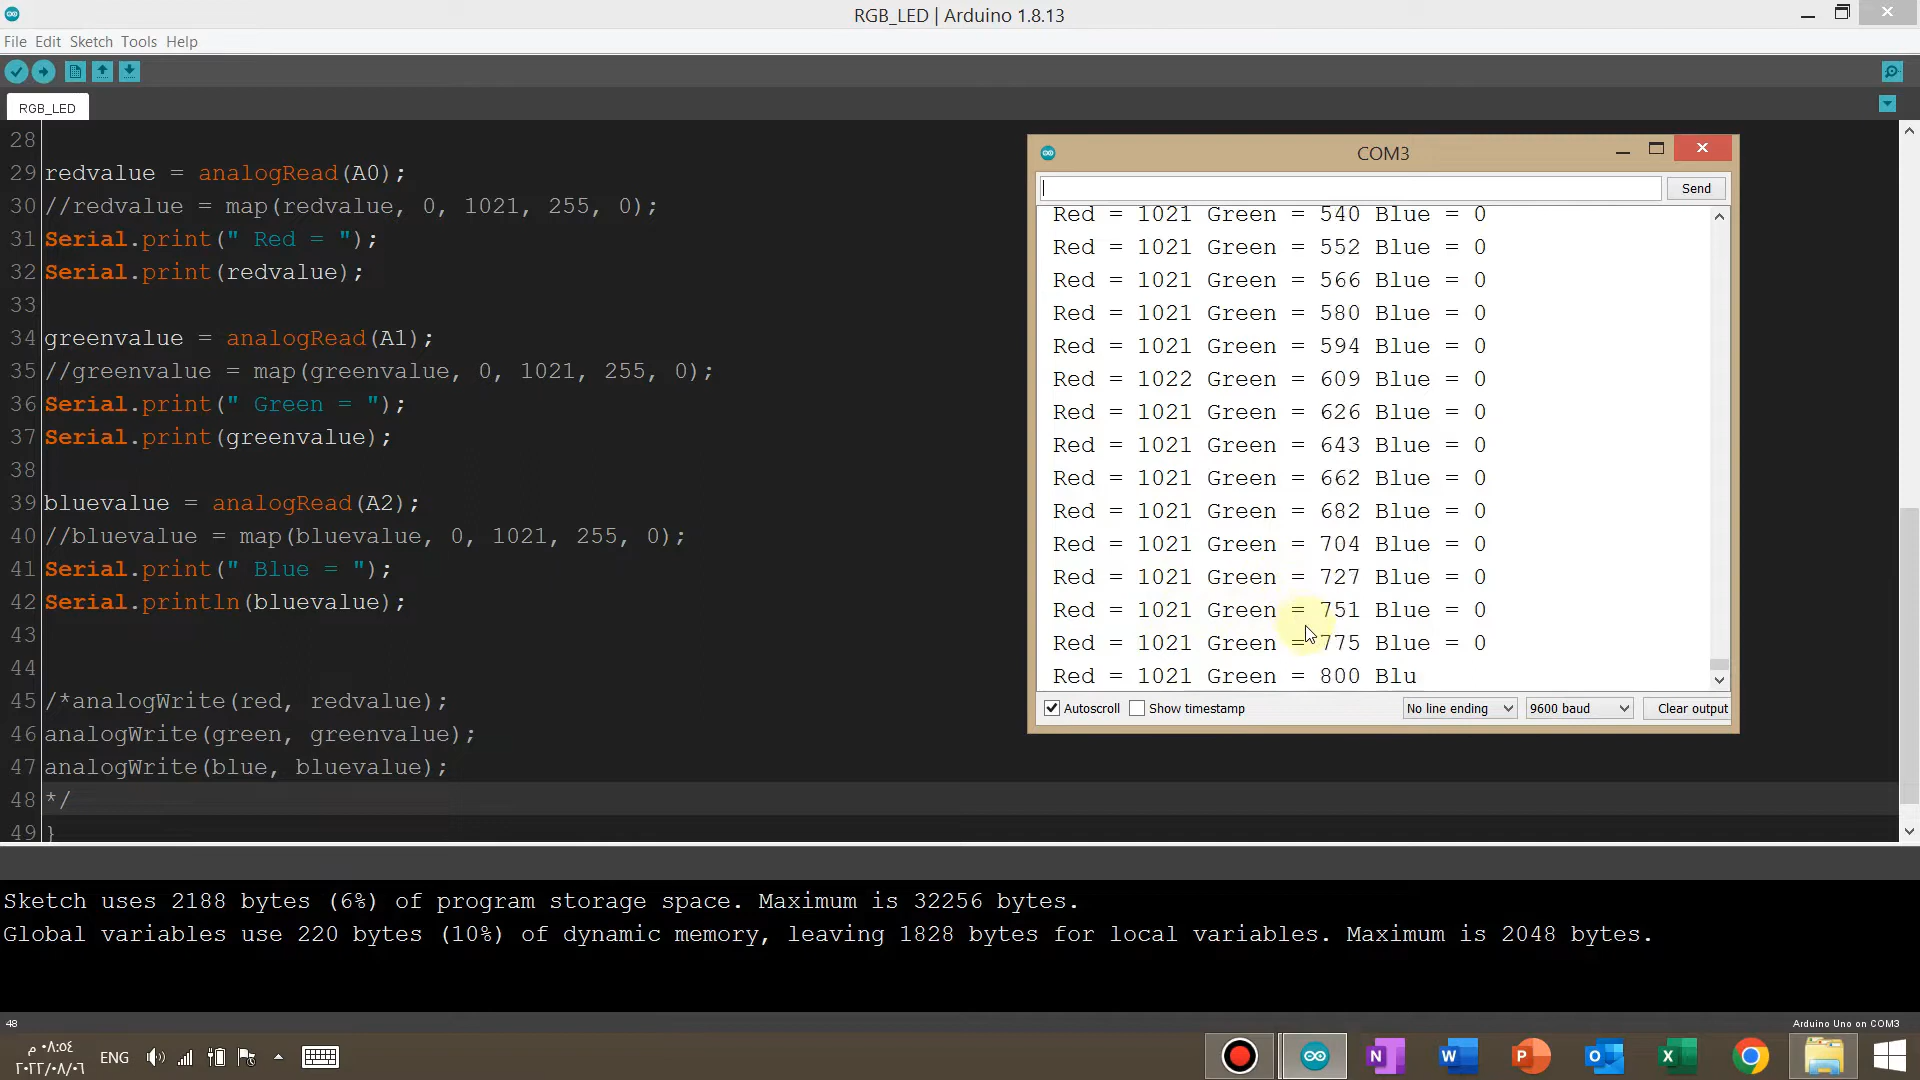 RGB_LED | Arduino 1.8.13
File Edit Sketch Tools Help
RGB_LED
28
29 redvalue = analogRead(A0);
30 //redvalue = map(redvalue, 0, 1021, 255, 0);
31 Serial.print(" Red = ");
32 Serial.print(redvalue);
33
34 greenvalue = analogRead(A1);
35 //greenvalue = map(greenvalue, 0, 1021, 255, 0);
36 Serial.print(" Green = ");
37 Serial.print(greenvalue);
38
39 bluevalue = analogRead(A2);
40 //bluevalue = map(bluevalue, 0, 1021, 255, 0);
41 Serial.print(" Blue = ");
42 Serial.println(bluevalue);
43
44
45 /*analogWrite(red, redvalue);
46 analogWrite(green, greenvalue);
47 analogWrite(blue, bluevalue);
48 */
49 }
COM3
Send
Red = 1021 Green = 540 Blue = 0
Red = 1021 Green = 552 Blue = 0
Red = 1021 Green = 566 Blue = 0
Red = 1021 Green = 580 Blue = 0
Red = 1021 Green = 594 Blue = 0
Red = 1022 Green = 609 Blue = 0
Red = 1021 Green = 626 Blue = 0
Red = 1021 Green = 643 Blue = 0
Red = 1021 Green = 662 Blue = 0
Red = 1021 Green = 682 Blue = 0
Red = 1021 Green = 704 Blue = 0
Red = 1021 Green = 727 Blue = 0
Red = 1021 Green = 751 Blue = 0
Red = 1021 Green = 775 Blue = 0
Red = 1021 Green = 800 Blu
Autoscroll Show timestamp No line ending 9600 baud Clear output
Sketch uses 2188 bytes (6%) of program storage space. Maximum is 32256 bytes.
Global variables use 220 bytes (10%) of dynamic memory, leaving 1828 bytes for local variables. Maximum is 2048 bytes.
48
Arduino Uno on COM3
٠٨:٥٤ م
٢٠٢٢/٠٨/٠٦
ENG
N
W
P
O
X